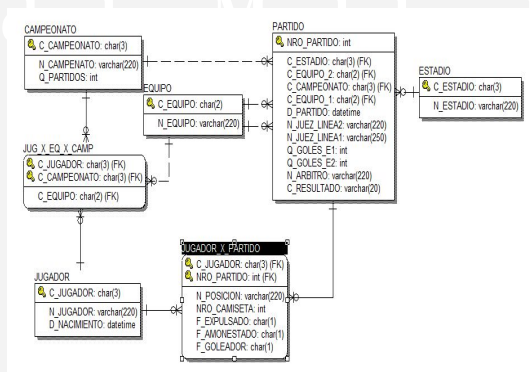 CAMPEONATO
C_CAMPEONATO: char(3)
N_CAMPENATO: varchar(220)
Q_PARTIDOS: int
PARTIDO
NRO_PARTIDO: int
C_ESTADIO: char(3) (FK)
C_EQUIPO_2: char(2) (FK)
C_CAMPEONATO: char(3) (FK)
C_EQUIPO_1: char(2) (FK)
D_PARTIDO: datetime
N_JUEZ_LINEA2: varchar(220)
N_JUEZ_LINEA1: varchar(250)
Q_GOLES_E1: int
Q_GOLES_E2: int
N_ARBITRO: varchar(220)
C_RESULTADO: varchar(20)
ESTADIO
C_ESTADIO: char(3)
N_ESTADIO: varchar(220)
EQUIPO
C_EQUIPO: char(2)
N_EQUIPO: varchar(220)
JUG_X_EQ_X_CAMP
C_JUGADOR: char(3) (FK)
C_CAMPEONATO: char(3) (FK)
C_EQUIPO: char(2) (FK)
JUGADOR
C_JUGADOR: char(3)
N_JUGADOR: varchar(220)
D_NACIMIENTO: datetime
JUGADOR_X_PARTIDO
C_JUGADOR: char(3) (FK)
NRO_PARTIDO: int (FK)
N_POSICION: varchar(220)
NRO_CAMISETA: int
F_EXPULSADO: char(1)
F_AMONESTADO: char(1)
F_GOLEADOR: char(1)